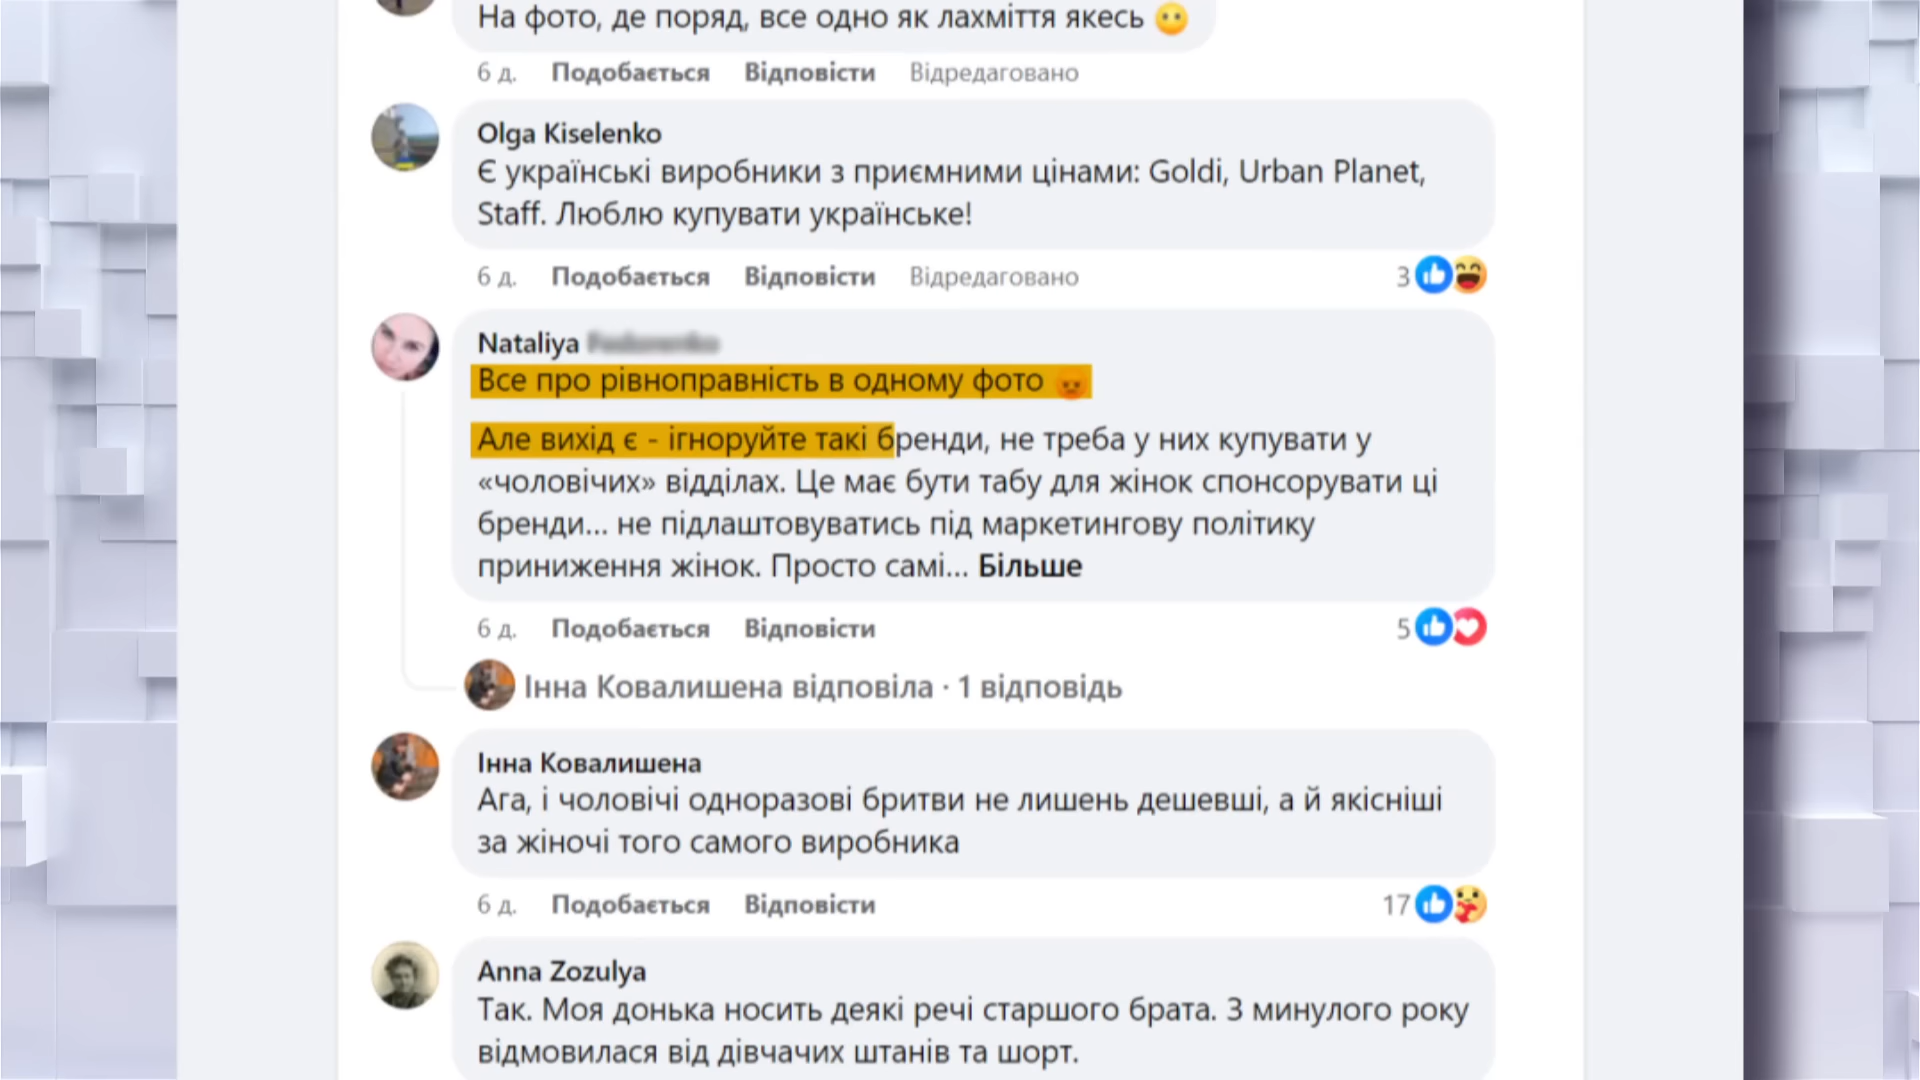 На фото, де поряд, все одно як лахміття якесь
6 д. Подобається Відповісти Відредаговано
Olga Kiselenko
Є українські виробники з приємними цінами: Goldi, Urban Planet,
Staff. Люблю купувати українське!
6 д. Подобається Відповісти Відредаговано 3
Nataliya
Все про рівноправність в одному фото
Але вихід є - ігноруйте такі бренди, не треба у них купувати у
«чоловічих» відділах. Це має бути табу для жінок спонсорувати ці
бренди... не підлаштовуватись під маркетингову політику
приниження жінок. Просто самі... Більше
6 д. Подобається Відповісти 5
Інна Ковалишена відповіла · 1 відповідь
Інна Ковалишена
Ага, і чоловічі одноразові бритви не лишень дешевші, а й якісніші
за жіночі того самого виробника
6 д. Подобається Відповісти 17
Anna Zozulya
Так. Моя донька носить деякі речі старшого брата. З минулого року
відмовилася від дівчачих штанів та шорт.